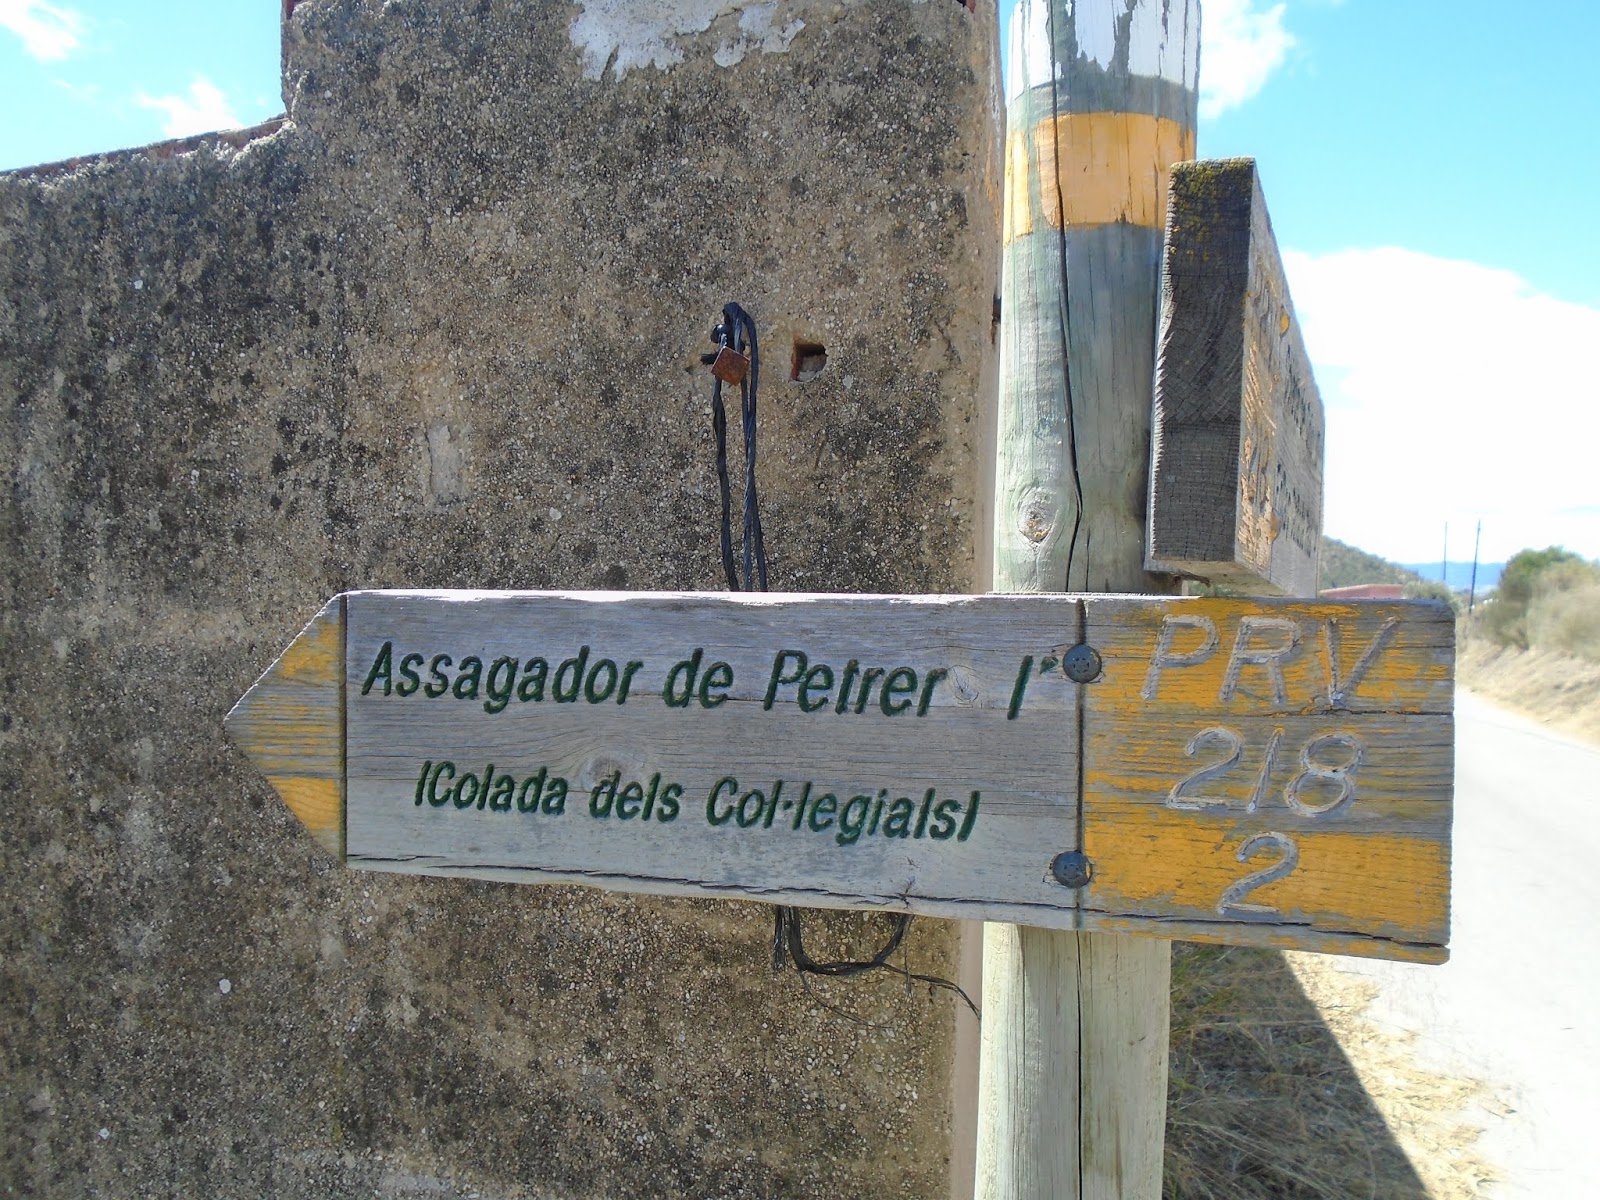 Assagador de Petrer 1"
/Colada dels Col·legials/
PRV
218
2